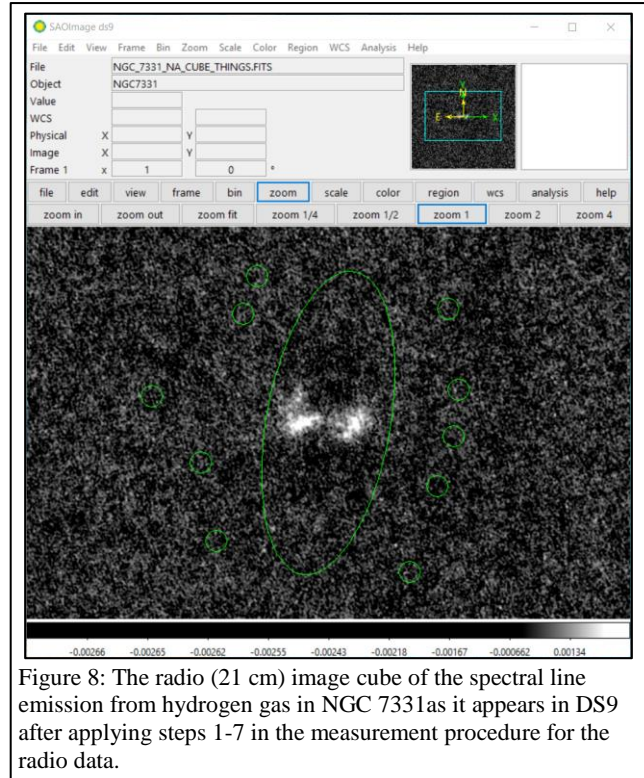 SAOImage ds9
File Edit View Frame Bin Zoom Scale Color Region WCS Analysis Help
File NGC_7331_NA_CUBE_THINGS.FITS
Object NGC7331
Value
WCS
Physical X Y
Image X Y
Frame 1 x 1 0 °
N
E X
file edit view frame bin zoom scale color region wcs analysis help
zoom in zoom out zoom fit zoom 1/4 zoom 1/2 zoom 1 zoom 2 zoom 4
-0.00266 -0.00265 -0.00262 -0.00255 -0.00243 -0.00218 -0.00167 -0.000662 0.00134
Figure 8: The radio (21 cm) image cube of the spectral line
emission from hydrogen gas in NGC 7331as it appears in DS9
after applying steps 1-7 in the measurement procedure for the
radio data.